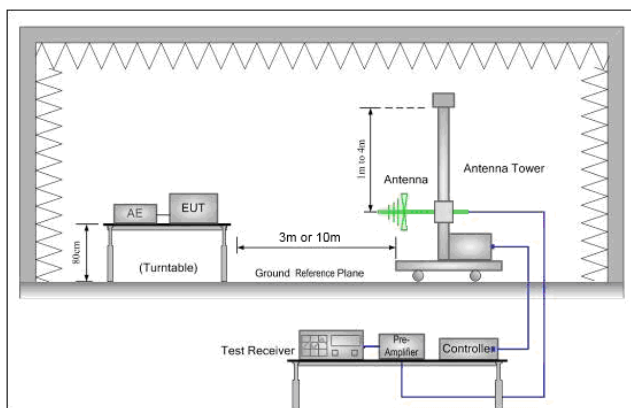 1m to 4m
Antenna
Antenna Tower
AE
EUT
80cm
3m or 10m
(Turntable)
Ground Reference Plane
Test Receiver
Pre-
Amplifier
Controlle